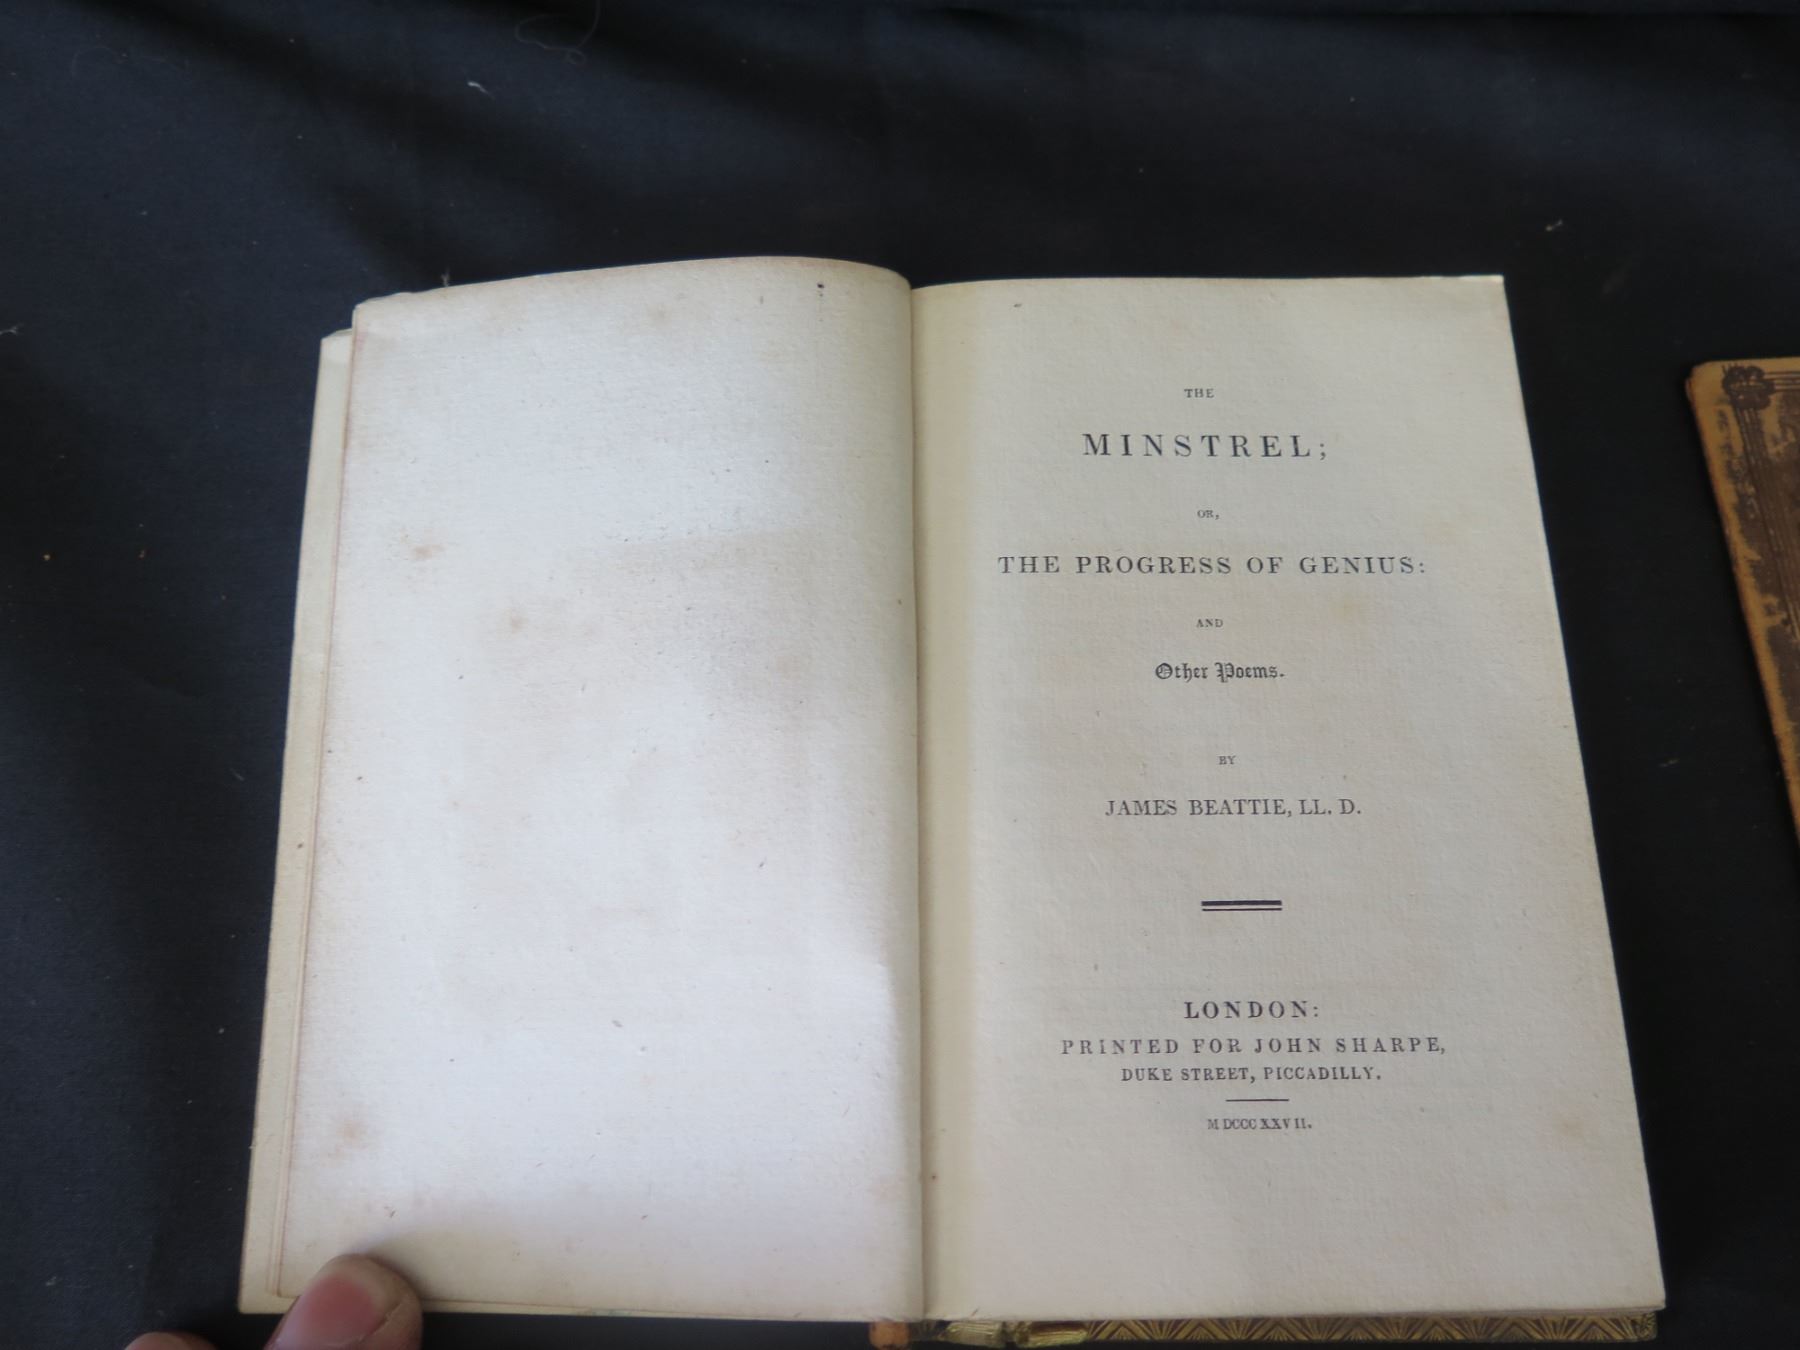 THE
MINSTREL;
OR,
THE PROGRESS OF GENIUS:
AND
Other Poems.
BY
JAMES BEATTIE, LL. D.
LONDON:
PRINTED FOR JOHN SHARPE,
DUKE STREET, PICCADILLY.
MDCCCXXVII.